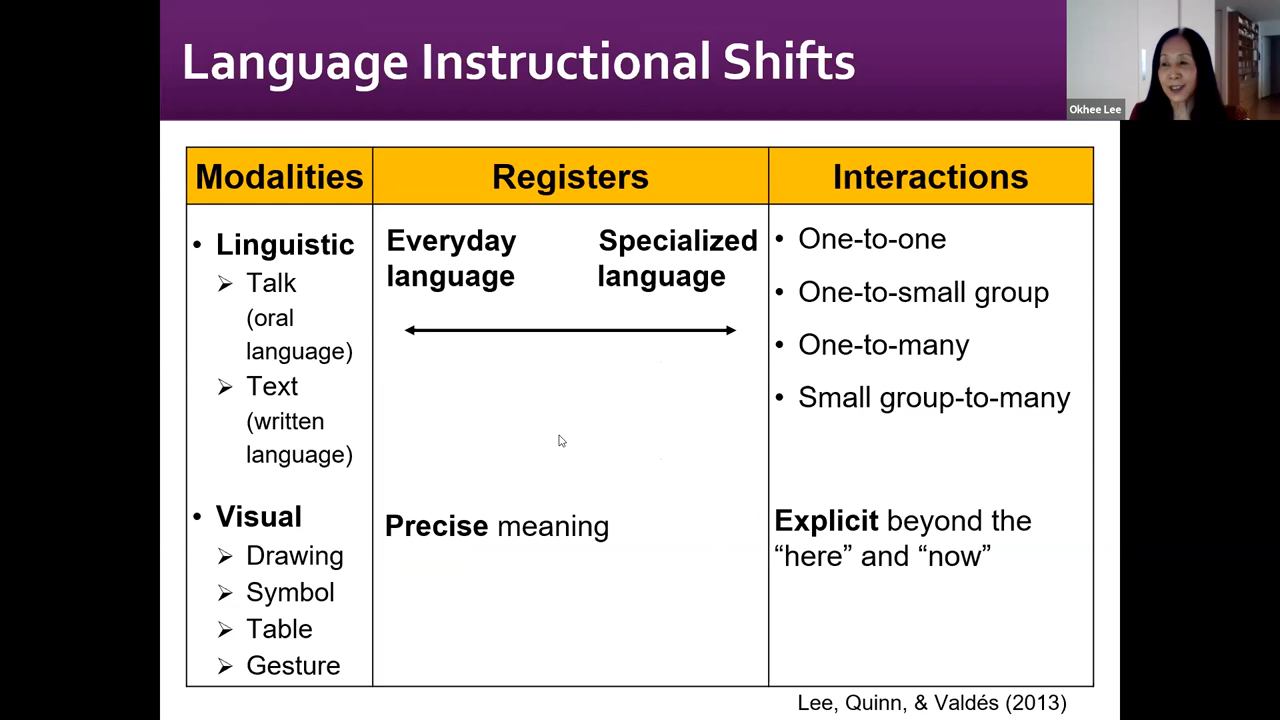 Language Instructional Shifts
Okhee Lee
Modalities
Registers
Interactions
• Linguistic
➢ Talk
(oral
language)
➢ Text
(written
language)
• Visual
➢ Drawing
➢ Symbol
➢ Table
➢ Gesture
Everyday
language
Specialized
language
Precise meaning
• One-to-one
• One-to-small group
• One-to-many
• Small group-to-many
Explicit beyond the
“here” and “now”
Lee, Quinn, & Valdés (2013)